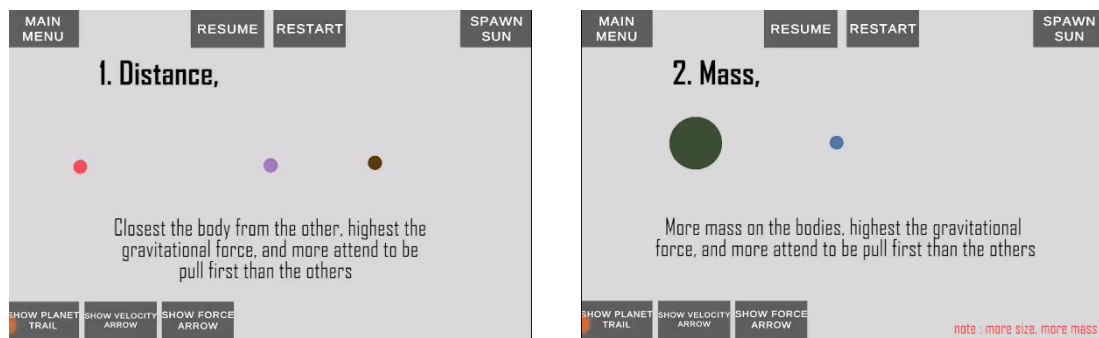 MAIN
MENU
RESUME
RESTART
SPAWN
SUN
1. Distance,
Closest the body from the other, highest the
gravitational force, and more attend to be
pull first than the others
SHOW PLANET
TRAIL
SHOW VELOCITY
ARROW
SHOW FORCE
ARROW
MAIN
MENU
RESUME
RESTART
SPAWN
SUN
2. Mass,
More mass on the bodies, highest the gravitational
force, and more attend to be pull first than the others
SHOW PLANET
TRAIL
SHOW VELOCITY
ARROW
SHOW FORCE
ARROW
note : more size, more mass